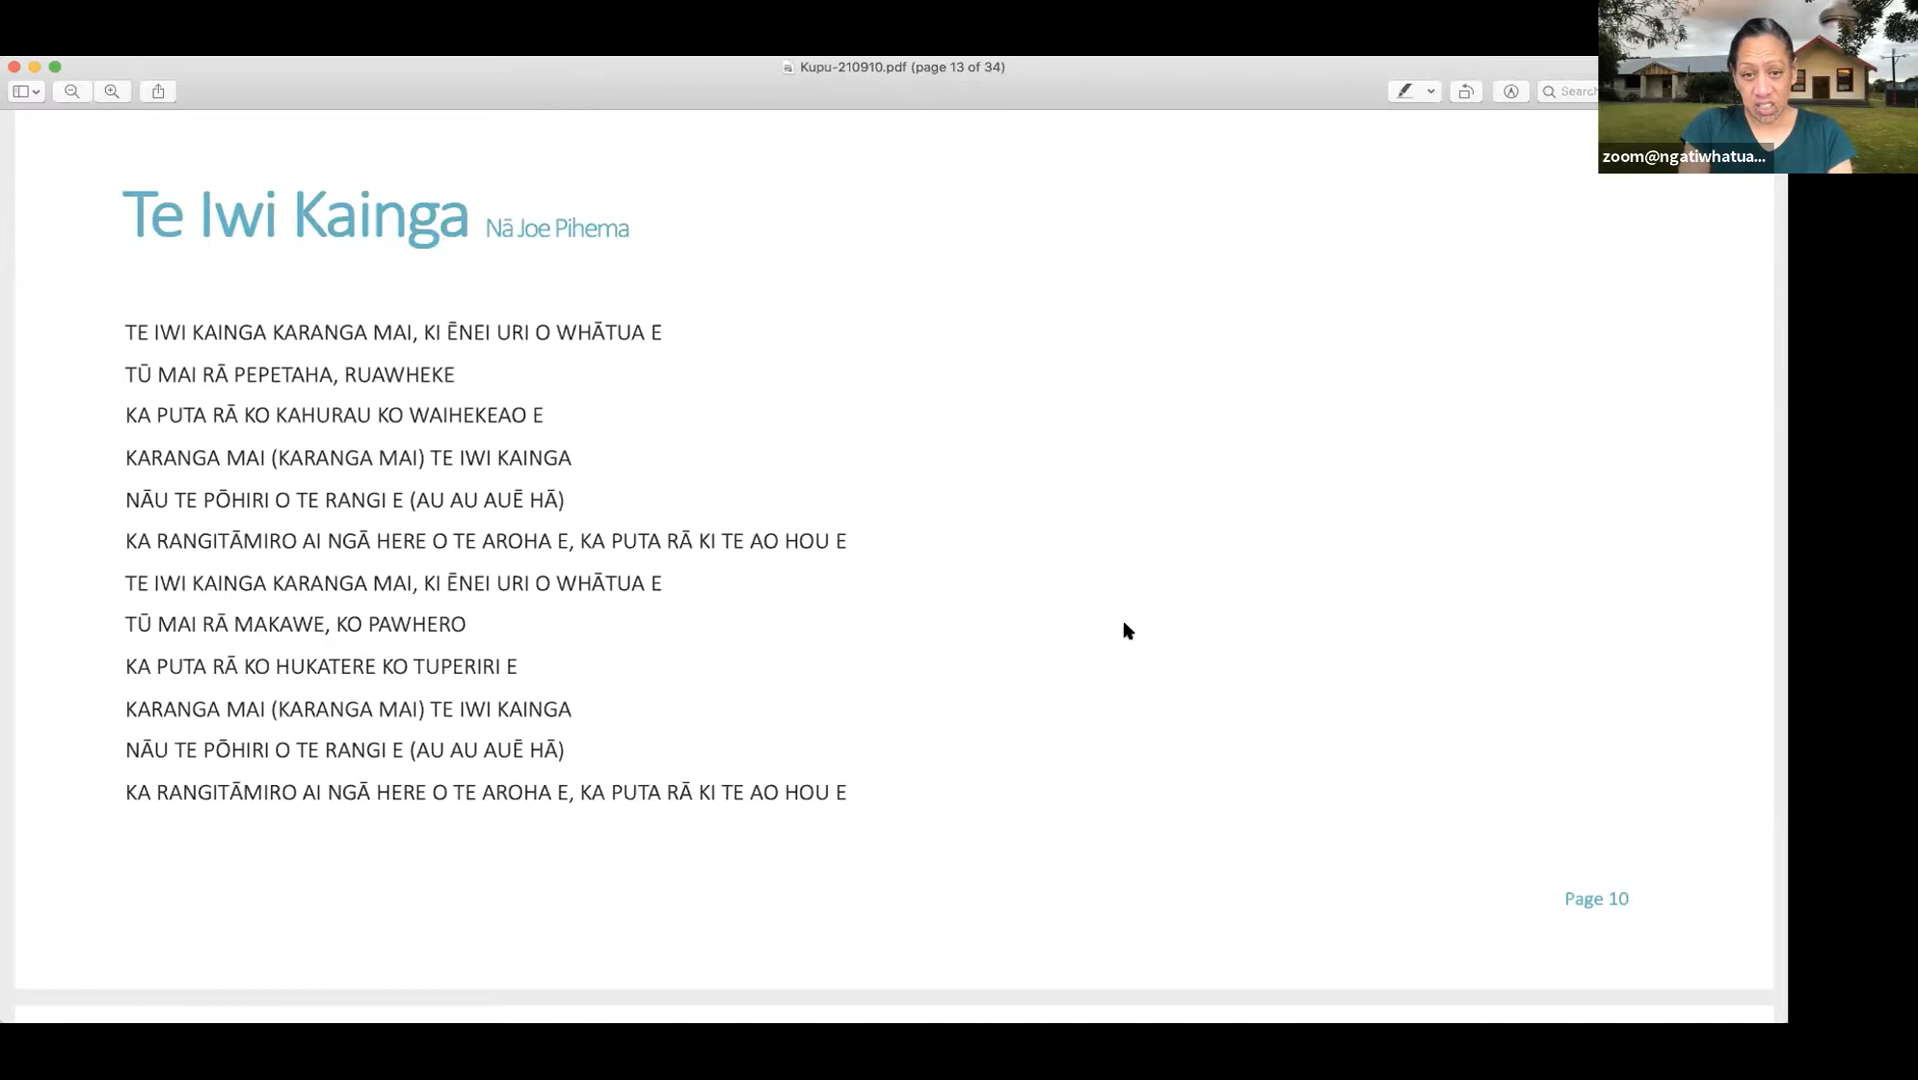 Kupu-210910.pdf (page 13 of 34)
Search
zoom@ngatiwhatua...
Te Iwi Kainga Nā Joe Pihema
TE IWI KAINGA KARANGA MAI, KI ĒNEI URI O WHĀTUA E
TŪ MAI RĀ PEPETAHA, RUAWHEKE
KA PUTA RĀ KO KAHURAU KO WAIHEKEAO E
KARANGA MAI (KARANGA MAI) TE IWI KAINGA
NĀU TE PŌHIRI O TE RANGI E (AU AU AUĒ HĀ)
KA RANGITĀMIRO AI NGĀ HERE O TE AROHA E, KA PUTA RĀ KI TE AO HOU E
TE IWI KAINGA KARANGA MAI, KI ĒNEI URI O WHĀTUA E
TŪ MAI RĀ MAKAWE, KO PAWHERO
KA PUTA RĀ KO HUKATERE KO TUPERIRI E
KARANGA MAI (KARANGA MAI) TE IWI KAINGA
NĀU TE PŌHIRI O TE RANGI E (AU AU AUĒ HĀ)
KA RANGITĀMIRO AI NGĀ HERE O TE AROHA E, KA PUTA RĀ KI TE AO HOU E
Page 10